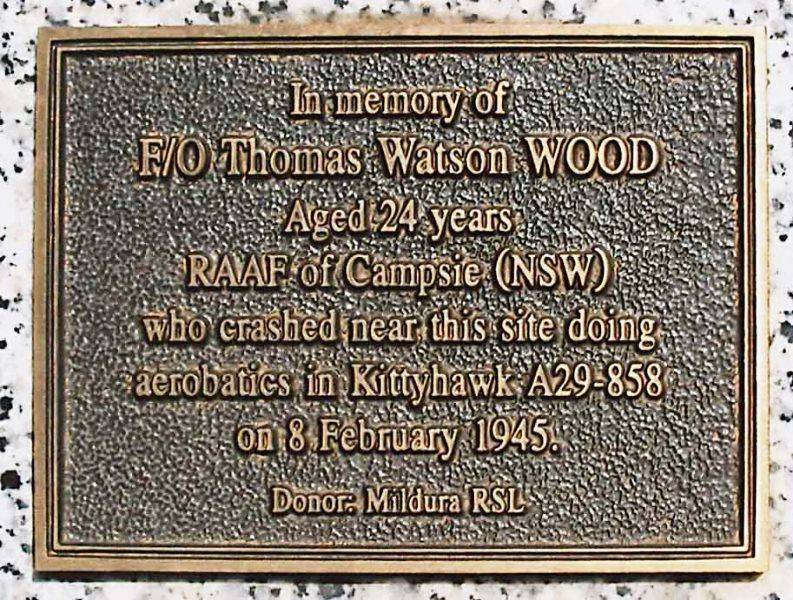 In memory of
F/O Thomas Watson WOOD
Aged 24 years
RAAF of Campsie (NSW)
who crashed near this site doing
aerobatics in Kittyhawk A29-858
on 8 February 1945.
Donor: Mildura RSL